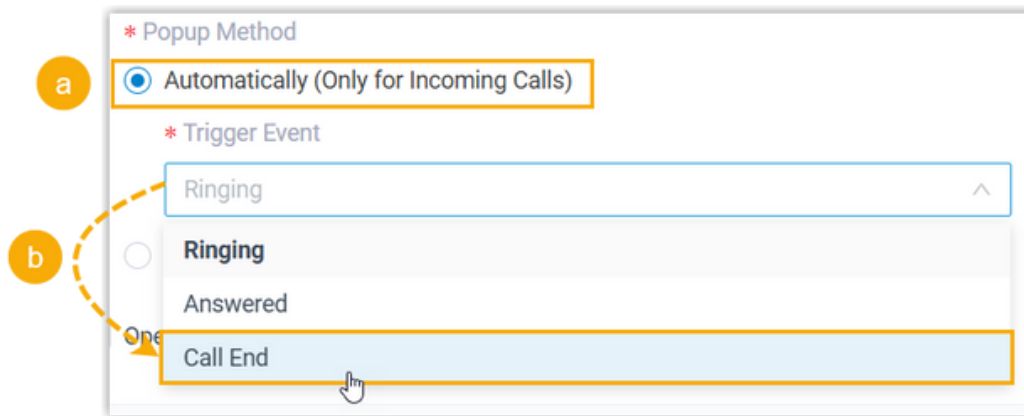 * Popup Method
a
Automatically (Only for Incoming Calls)
* Trigger Event
Ringing
b
Ringing
Answered
Call End